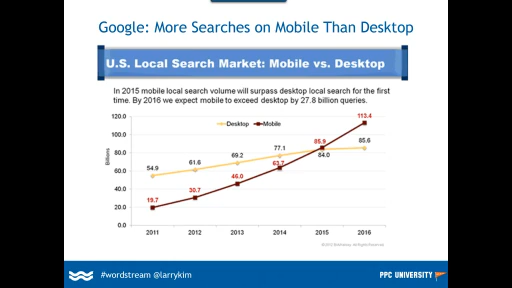 Google: More Searches on Mobile Than Desktop
U.S. Local Search Market: Mobile vs. Desktop
In 2015 mobile local search volume will surpass desktop local search for the first
time. By 2016 we expect mobile to exceed desktop by 27.8 billion queries.
120.0
100.0
80.0
60.0
40.0
20.0
0.0
Billions
Desktop
Mobile
54.9
61.6
69.2
77.1
84.0
85.6
19.7
30.7
46.0
63.7
85.9
113.4
2011
2012
2013
2014
2015
2016
#wordstream @larrykim
PPC UNIVERSITY